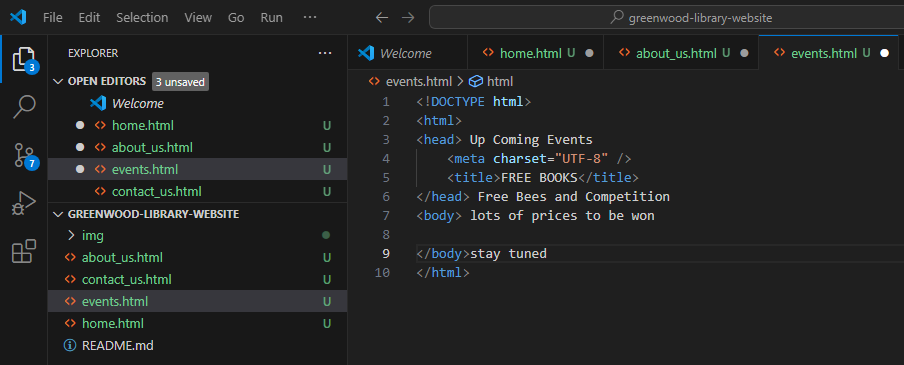 File Edit Selection View Go Run ··· ← → greenwood-library-website
EXPLORER ···
OPEN EDITORS 3 unsaved
Welcome
home.html U
about_us.html U
events.html U
contact_us.html U
GREENWOOD-LIBRARY-WEBSITE
img
about_us.html U
contact_us.html U
events.html U
home.html U
README.md
3
7
Welcome home.html U about_us.html U events.html U
events.html > html
1 <!DOCTYPE html>
2 <html>
3 <head> Up Coming Events
4 <meta charset="UTF-8" />
5 <title>FREE BOOKS</title>
6 </head> Free Bees and Competition
7 <body> lots of prices to be won
8
9 </body>stay tuned
10 </html>